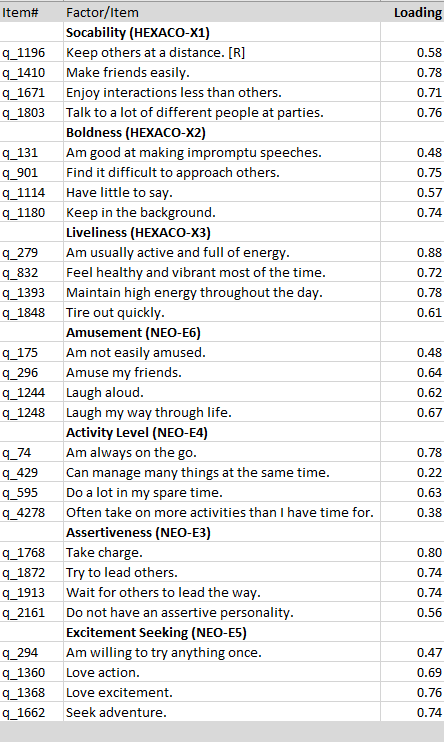 Item# Factor/Item Loading
Socability (HEXACO-X1)
q_1196 Keep others at a distance. [R] 0.58
q_1410 Make friends easily. 0.78
q_1671 Enjoy interactions less than others. 0.71
q_1803 Talk to a lot of different people at parties. 0.76
Boldness (HEXACO-X2)
q_131 Am good at making impromptu speeches. 0.48
q_901 Find it difficult to approach others. 0.75
q_1114 Have little to say. 0.57
q_1180 Keep in the background. 0.74
Liveliness (HEXACO-X3)
q_279 Am usually active and full of energy. 0.88
q_832 Feel healthy and vibrant most of the time. 0.72
q_1393 Maintain high energy throughout the day. 0.78
q_1848 Tire out quickly. 0.61
Amusement (NEO-E6)
q_175 Am not easily amused. 0.48
q_296 Amuse my friends. 0.64
q_1244 Laugh aloud. 0.62
q_1248 Laugh my way through life. 0.67
Activity Level (NEO-E4)
q_74 Am always on the go. 0.78
q_429 Can manage many things at the same time. 0.22
q_595 Do a lot in my spare time. 0.63
q_4278 Often take on more activities than I have time for. 0.38
Assertiveness (NEO-E3)
q_1768 Take charge. 0.80
q_1872 Try to lead others. 0.74
q_1913 Wait for others to lead the way. 0.74
q_2161 Do not have an assertive personality. 0.56
Excitement Seeking (NEO-E5)
q_294 Am willing to try anything once. 0.47
q_1360 Love action. 0.69
q_1368 Love excitement. 0.76
q_1662 Seek adventure. 0.74